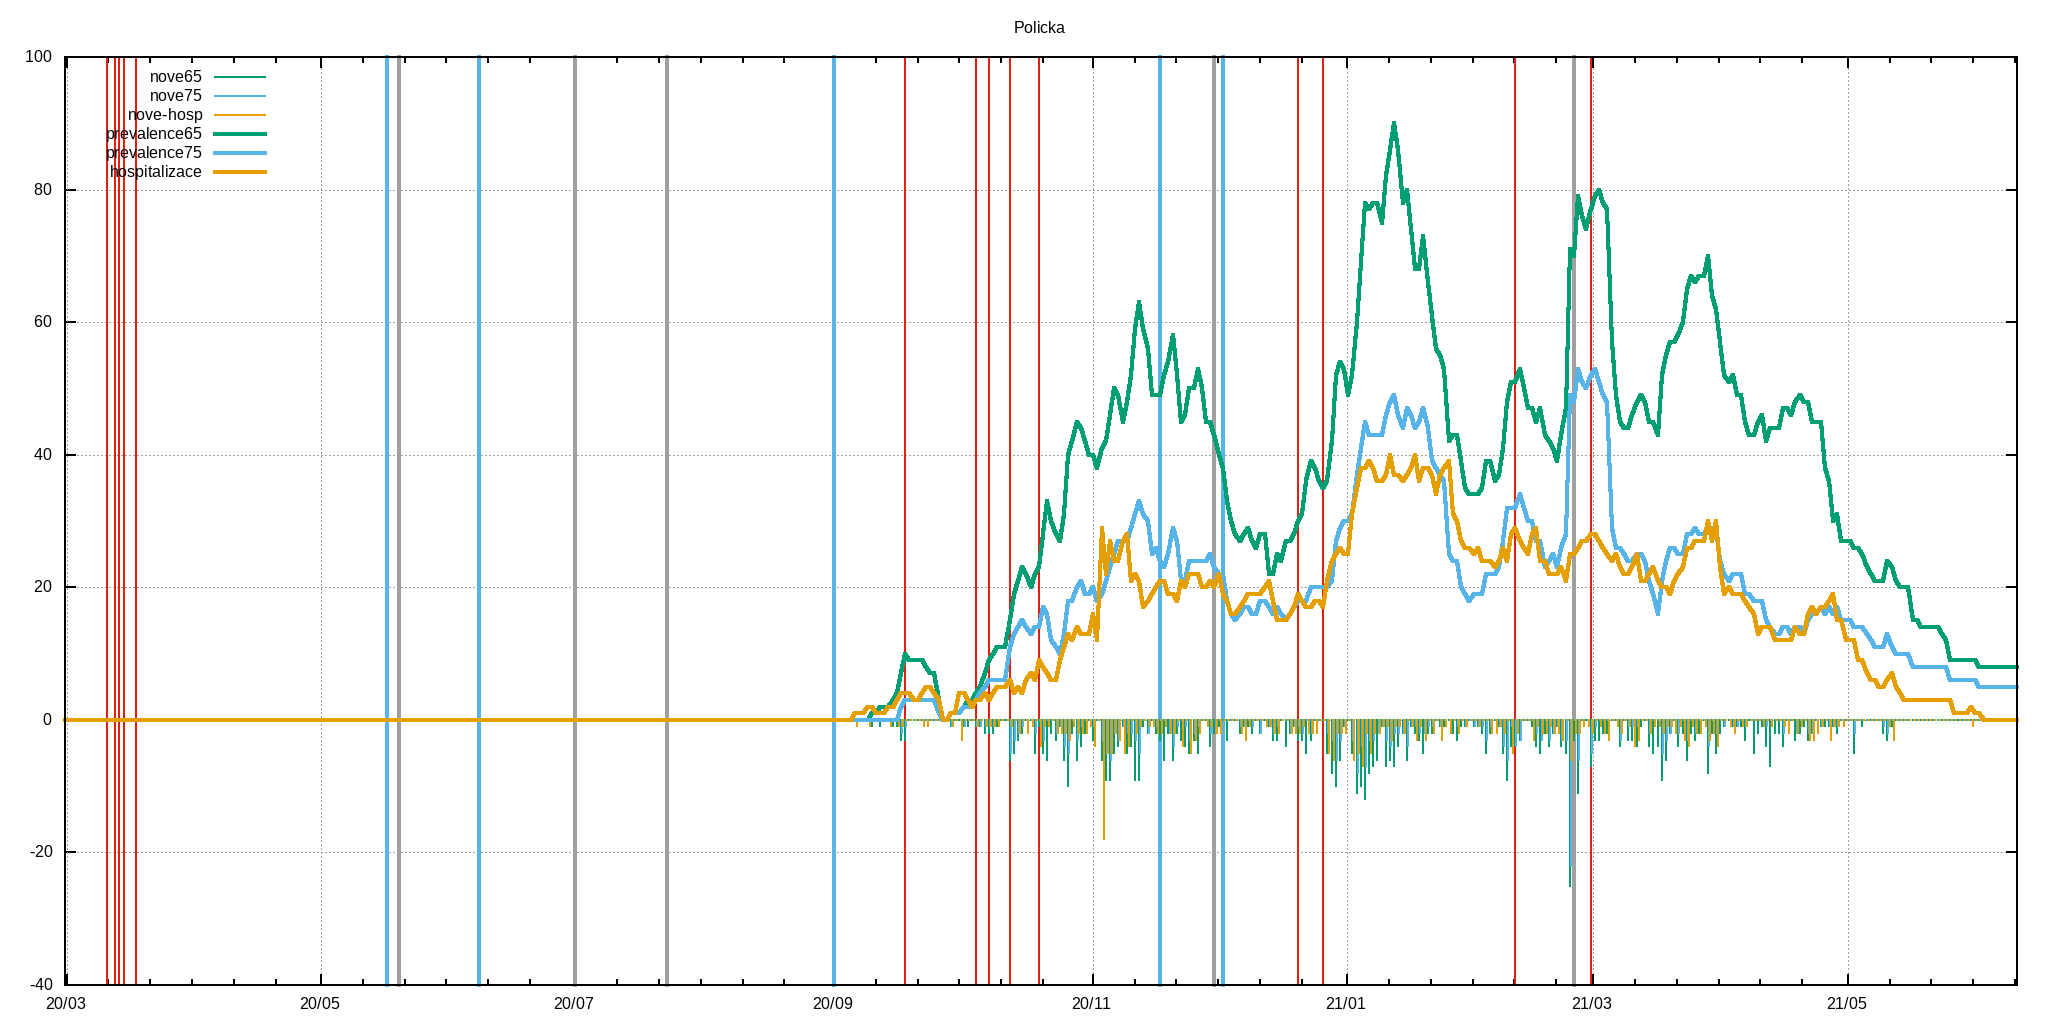 Policka
100
80
60
40
20
0
-20
-40
nove65
nove75
nove-hosp
prevalence65
prevalence75
hospitalizace
20/03 20/05 20/07 20/09 20/11 21/01 21/03 21/05